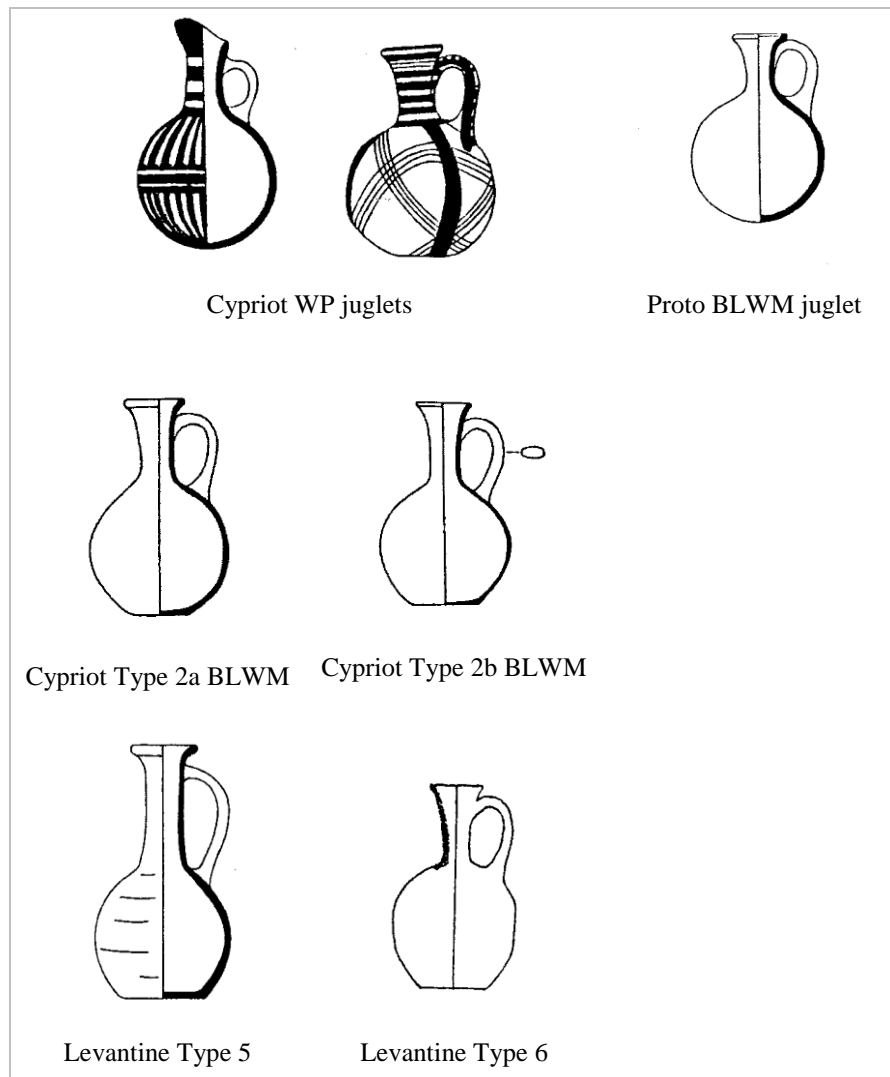 Cypriot WP juglets
Proto BLWM juglet
Cypriot Type 2a BLWM
Cypriot Type 2b BLWM
Levantine Type 5
Levantine Type 6